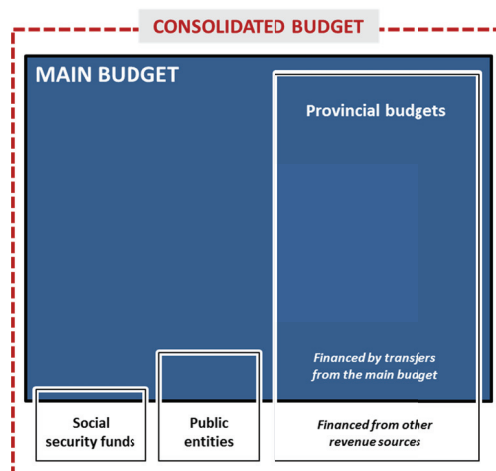 CONSOLIDATED BUDGET
MAIN BUDGET
Provincial budgets
Financed by transfers
from the main budget
Social
security funds
Public
entities
Financed from other
revenue sources